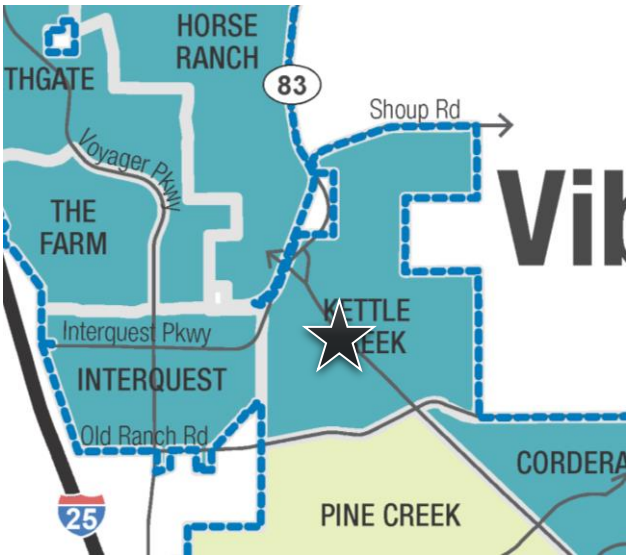 HORSE
RANCH
THGATE
83
Shoup Rd
Voyager Pkwy
Vib
THE
FARM
KETTLE
EEK
Interquest Pkwy
INTERQUEST
Old Ranch Rd
CORDERA
25
PINE CREEK